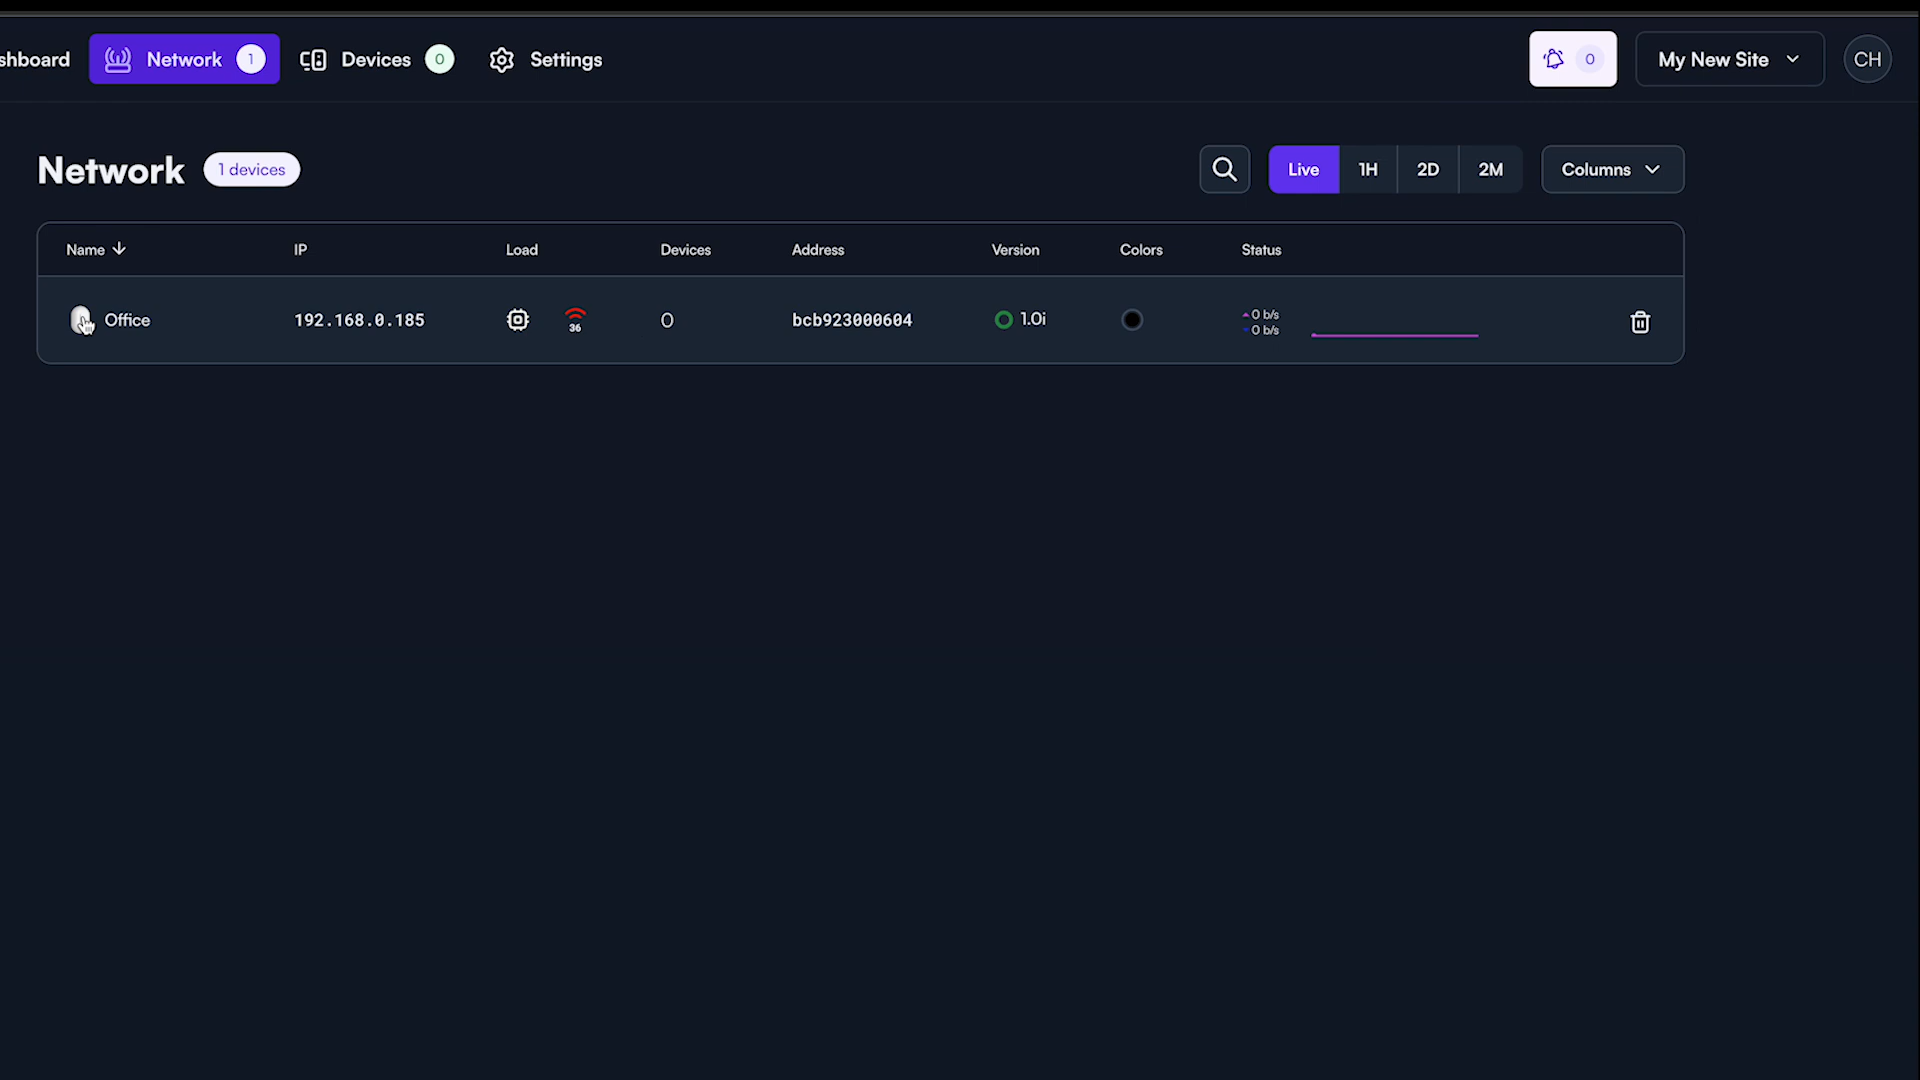 shboard Network 1 Devices 0 Settings 0 My New Site CH
Network 1 devices Live 1H 2D 2M Columns
Name IP Load Devices Address Version Colors Status
Office 192.168.0.185 36 0 bcb923000604 1.0i 0 b/s
0 b/s